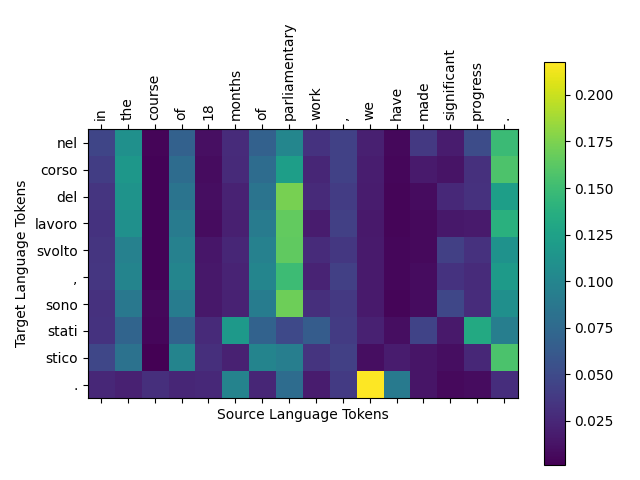 in the course of 18 months of parliamentary work , we have made significant progress .
nel
corso
del
lavoro
svolto
,
sono
stati
stico
.
Target Language Tokens
Source Language Tokens
0.200
0.175
0.150
0.125
0.100
0.075
0.050
0.025